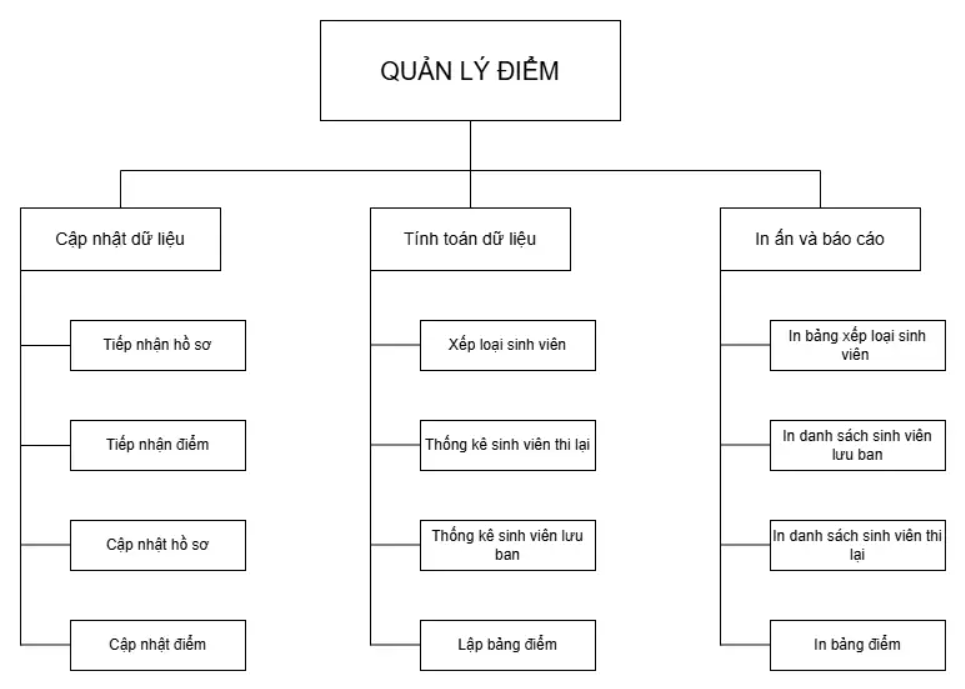 QUẢN LÝ ĐIỂM
Cập nhật dữ liệu
Tính toán dữ liệu
In ấn và báo cáo
Tiếp nhận hồ sơ
Xếp loại sinh viên
In bảng xếp loại sinh
viên
Tiếp nhận điểm
Thống kê sinh viên thi lại
In danh sách sinh viên
lưu ban
Cập nhật hồ sơ
Thống kê sinh viên lưu
ban
In danh sách sinh viên thi
lại
Cập nhật điểm
Lập bảng điểm
In bảng điểm